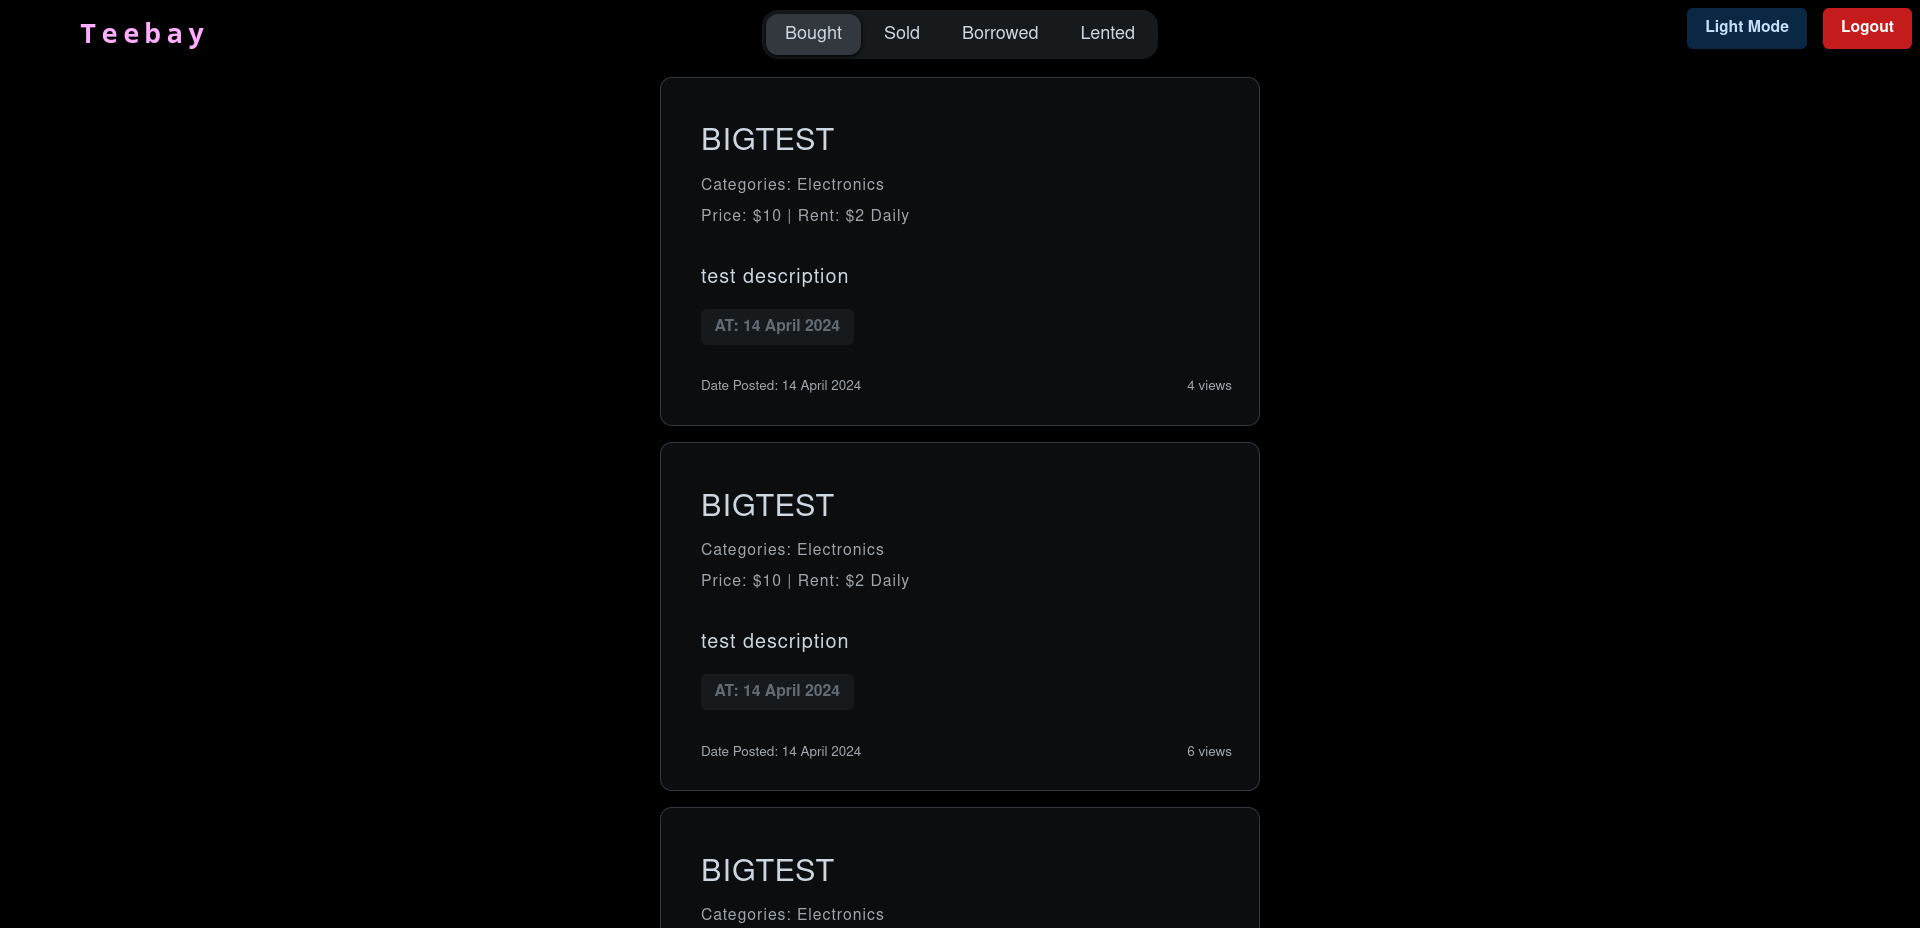 Teebay
Bought Sold Borrowed Lented
Light Mode Logout
BIGTEST
Categories: Electronics
Price: $10 | Rent: $2 Daily
test description
AT: 14 April 2024
Date Posted: 14 April 2024 4 views
BIGTEST
Categories: Electronics
Price: $10 | Rent: $2 Daily
test description
AT: 14 April 2024
Date Posted: 14 April 2024 6 views
BIGTEST
Categories: Electronics